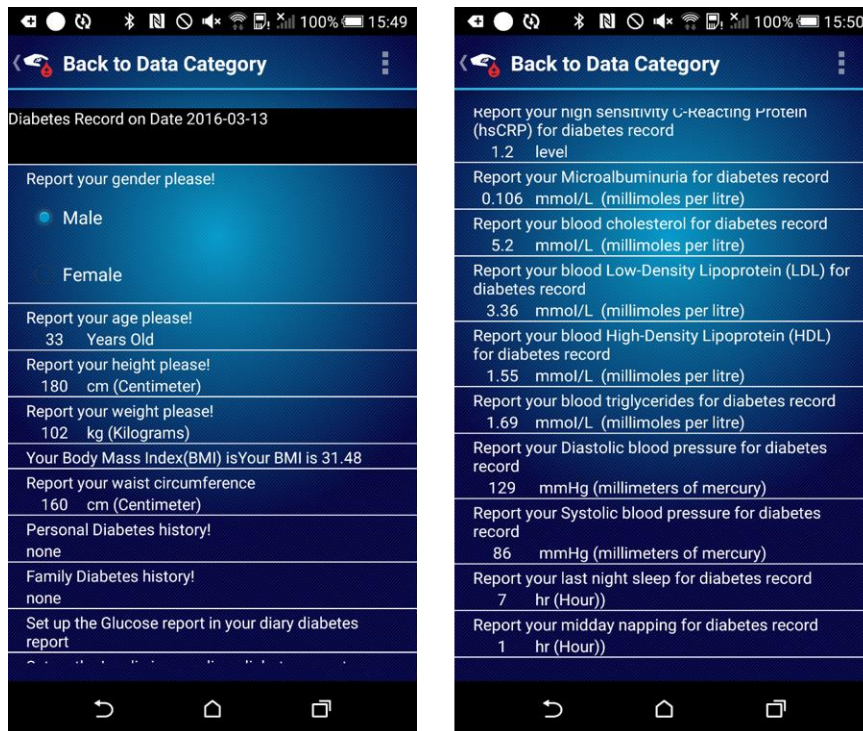 100% 15:49
Back to Data Category
Diabetes Record on Date 2016-03-13
Report your gender please!
Male
Female
Report your age please!
33 Years Old
Report your height please!
180 cm (Centimeter)
Report your weight please!
102 kg (Kilograms)
Your Body Mass Index(BMI) isYour BMI is 31.48
Report your waist circumference
160 cm (Centimeter)
Personal Diabetes history!
none
Family Diabetes history!
none
Set up the Glucose report in your diary diabetes
report
100% 15:50
Back to Data Category
Report your high sensitivity C-Reacting Protein
(hsCRP) for diabetes record
1.2 level
Report your Microalbuminuria for diabetes record
0.106 mmol/L (millimoles per litre)
Report your blood cholesterol for diabetes record
5.2 mmol/L (millimoles per litre)
Report your blood Low-Density Lipoprotein (LDL) for
diabetes record
3.36 mmol/L (millimoles per litre)
Report your blood High-Density Lipoprotein (HDL)
for diabetes record
1.55 mmol/L (millimoles per litre)
Report your blood triglycerides for diabetes record
1.69 mmol/L (millimoles per litre)
Report your Diastolic blood pressure for diabetes
record
129 mmHg (millimeters of mercury)
Report your Systolic blood pressure for diabetes
record
86 mmHg (millimeters of mercury)
Report your last night sleep for diabetes record
7 hr (Hour))
Report your midday napping for diabetes record
1 hr (Hour))